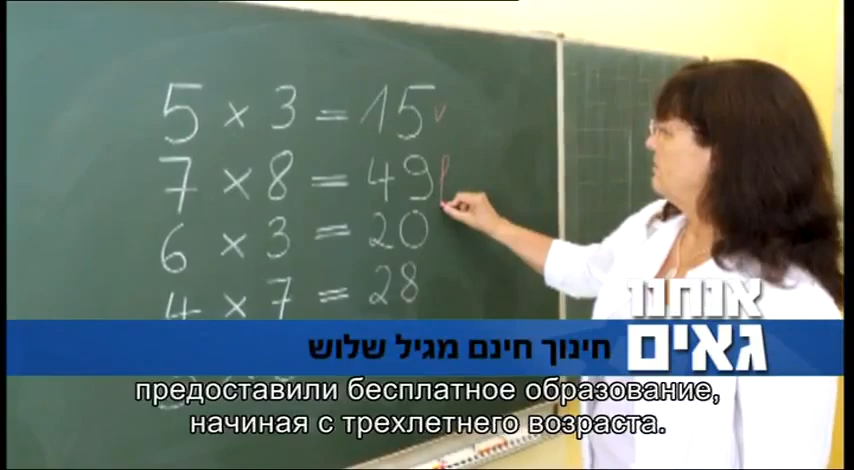 5 × 3 = 15
7 × 8 = 49
6 × 3 = 20
4 × 7 = 28
אנחנו
גאים
חינוך חינם מגיל שלוש
предоставили бесплатное образование,
начиная с трехлетнего возраста.